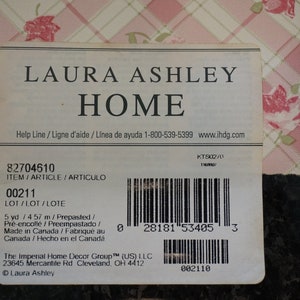 LAURA ASHLEY
HOME
Help Line / Ligne d'aide / Línea de ayuda 1-800-539-5399 www.ihdg.com
82704610
ITEM / ARTICLE / ARTICULO
00211
LOT / LOT / LOTE
5 yd / 4.57 m / Prepasted /
Pre-encollé / Preempastado /
Made in Canada / Fabriqué au
Canada / Hecho en el Canadá
The Imperial Home Decor Group™ (US) LLC
23645 Mercantile Rd. Cleveland, OH 4412
© Laura Ashley
0 28181 53405 3
002110